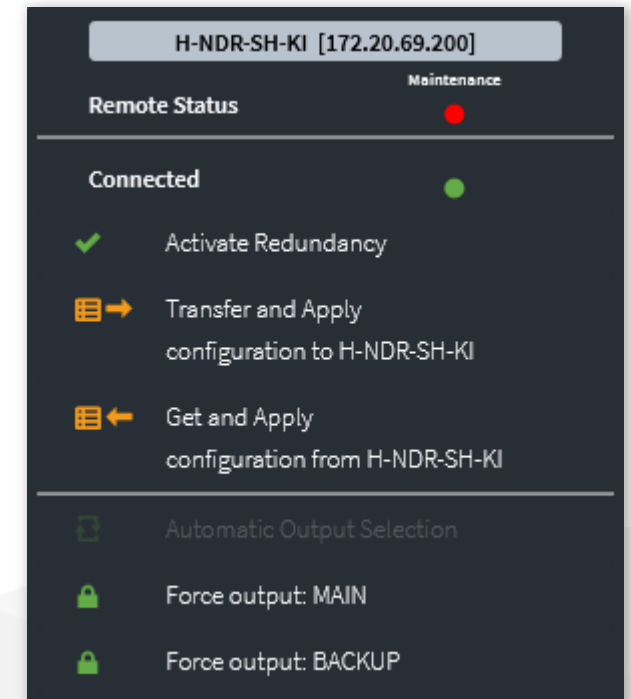 H-NDR-SH-KI [172.20.69.200]
Maintenance
Remote Status
Connected
Activate Redundancy
Transfer and Apply
configuration to H-NDR-SH-KI
Get and Apply
configuration from H-NDR-SH-KI
Automatic Output Selection
Force output: MAIN
Force output: BACKUP